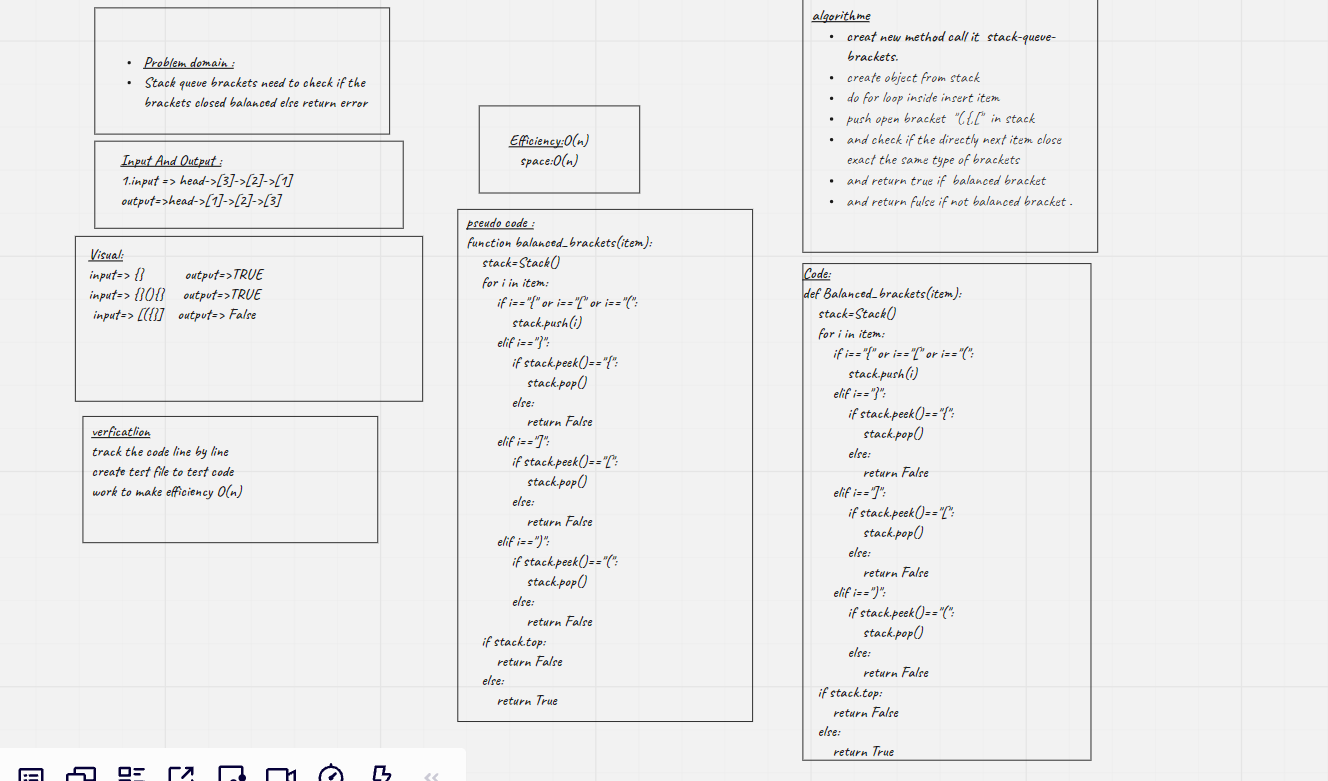 Problem domain :
Stack queue brackets need to check if the
brackets closed balanced else return error
Input And Output :
1.input => head->[3]->[2]->[1]
output=>head->[1]->[2]->[3]
Visual:
input=> {} output=>TRUE
input=> {}(){} output=>TRUE
input=> [({}] output=> False
verficatlion
track the code line by line
create test file to test code
work to make efficiency O(n)
Efficiency:O(n)
space:O(n)
pseudo code :
function balanced_brackets(item):
stack=Stack()
for i in item:
if i=="{" or i=="[" or i=="(":
stack.push(i)
elif i=="}":
if stack.peek()=="{":
stack.pop()
else:
return False
elif i=="]":
if stack.peek()=="[":
stack.pop()
else:
return False
elif i==")":
if stack.peek()=="(":
stack.pop()
else:
return False
if stack.top:
return False
else:
return True
algorithme
creat new method call it stack-queue-
brackets.
create object from stack
do for loop inside insert item
push open bracket "(,{,[" in stack
and check if the directly next item close
exact the same type of brackets
and return true if balanced bracket
and return fulse if not balanced bracket .
Code:
def Balanced_brackets(item):
stack=Stack()
for i in item:
if i=="{" or i=="[" or i=="(":
stack.push(i)
elif i=="}":
if stack.peek()=="{":
stack.pop()
else:
return False
elif i=="]":
if stack.peek()=="[":
stack.pop()
else:
return False
elif i==")":
if stack.peek()=="(":
stack.pop()
else:
return False
if stack.top:
return False
else:
return True